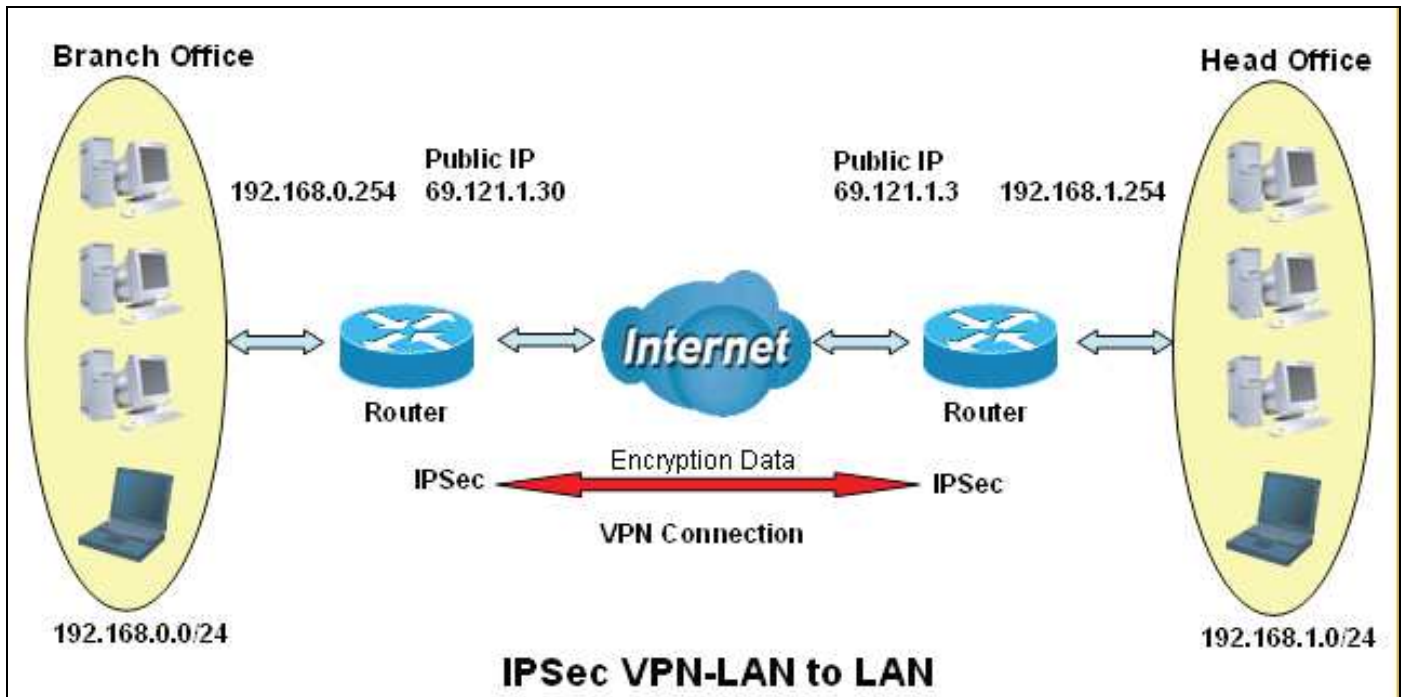 Branch Office
Head Office
Public IP
69.121.1.30
192.168.0.254
Public IP
69.121.1.3
192.168.1.254
Internet
Router
Router
Encryption Data
IPSec
IPSec
VPN Connection
192.168.0.0/24
192.168.1.0/24
IPSec VPN-LAN to LAN